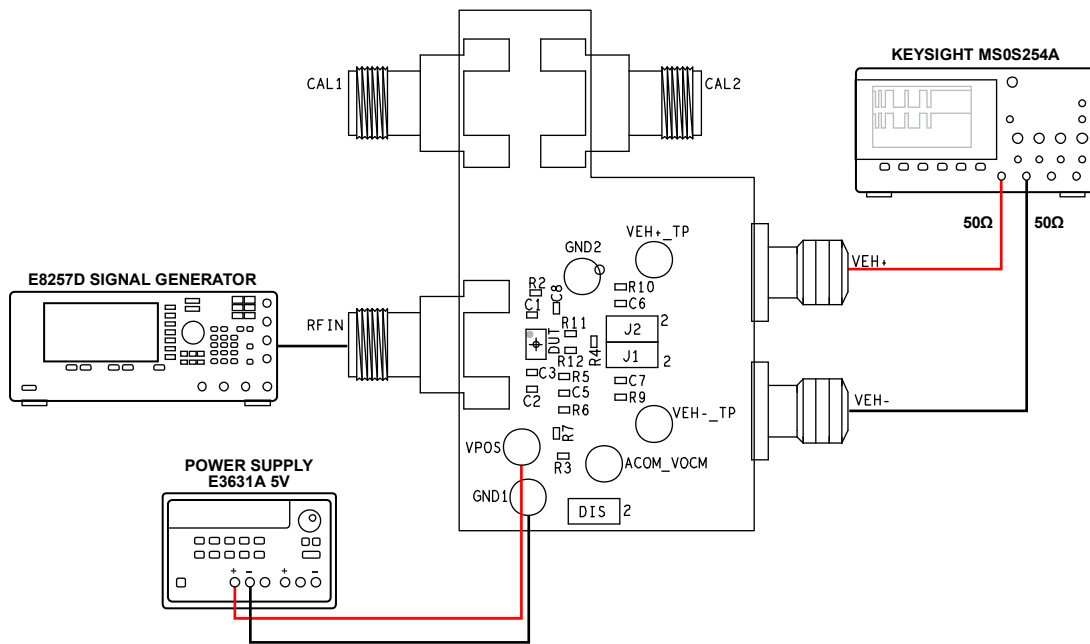 CAL1
CAL2
KEYSIGHT MS0S254A
50Ω
50Ω
VEH+_TP
GND2
VEH+
E8257D SIGNAL GENERATOR
R2
C8
R10
C1
C6
RFIN
R11
J2
2
DUT
R4
J1
2
R12
C3
R5
C7
C2
C5
R9
R6
VEH-
VEH-_TP
R7
VPOS
R3
ACOM_VOCM
POWER SUPPLY
E3631A 5V
GND1
DIS
2
+
–
+
–